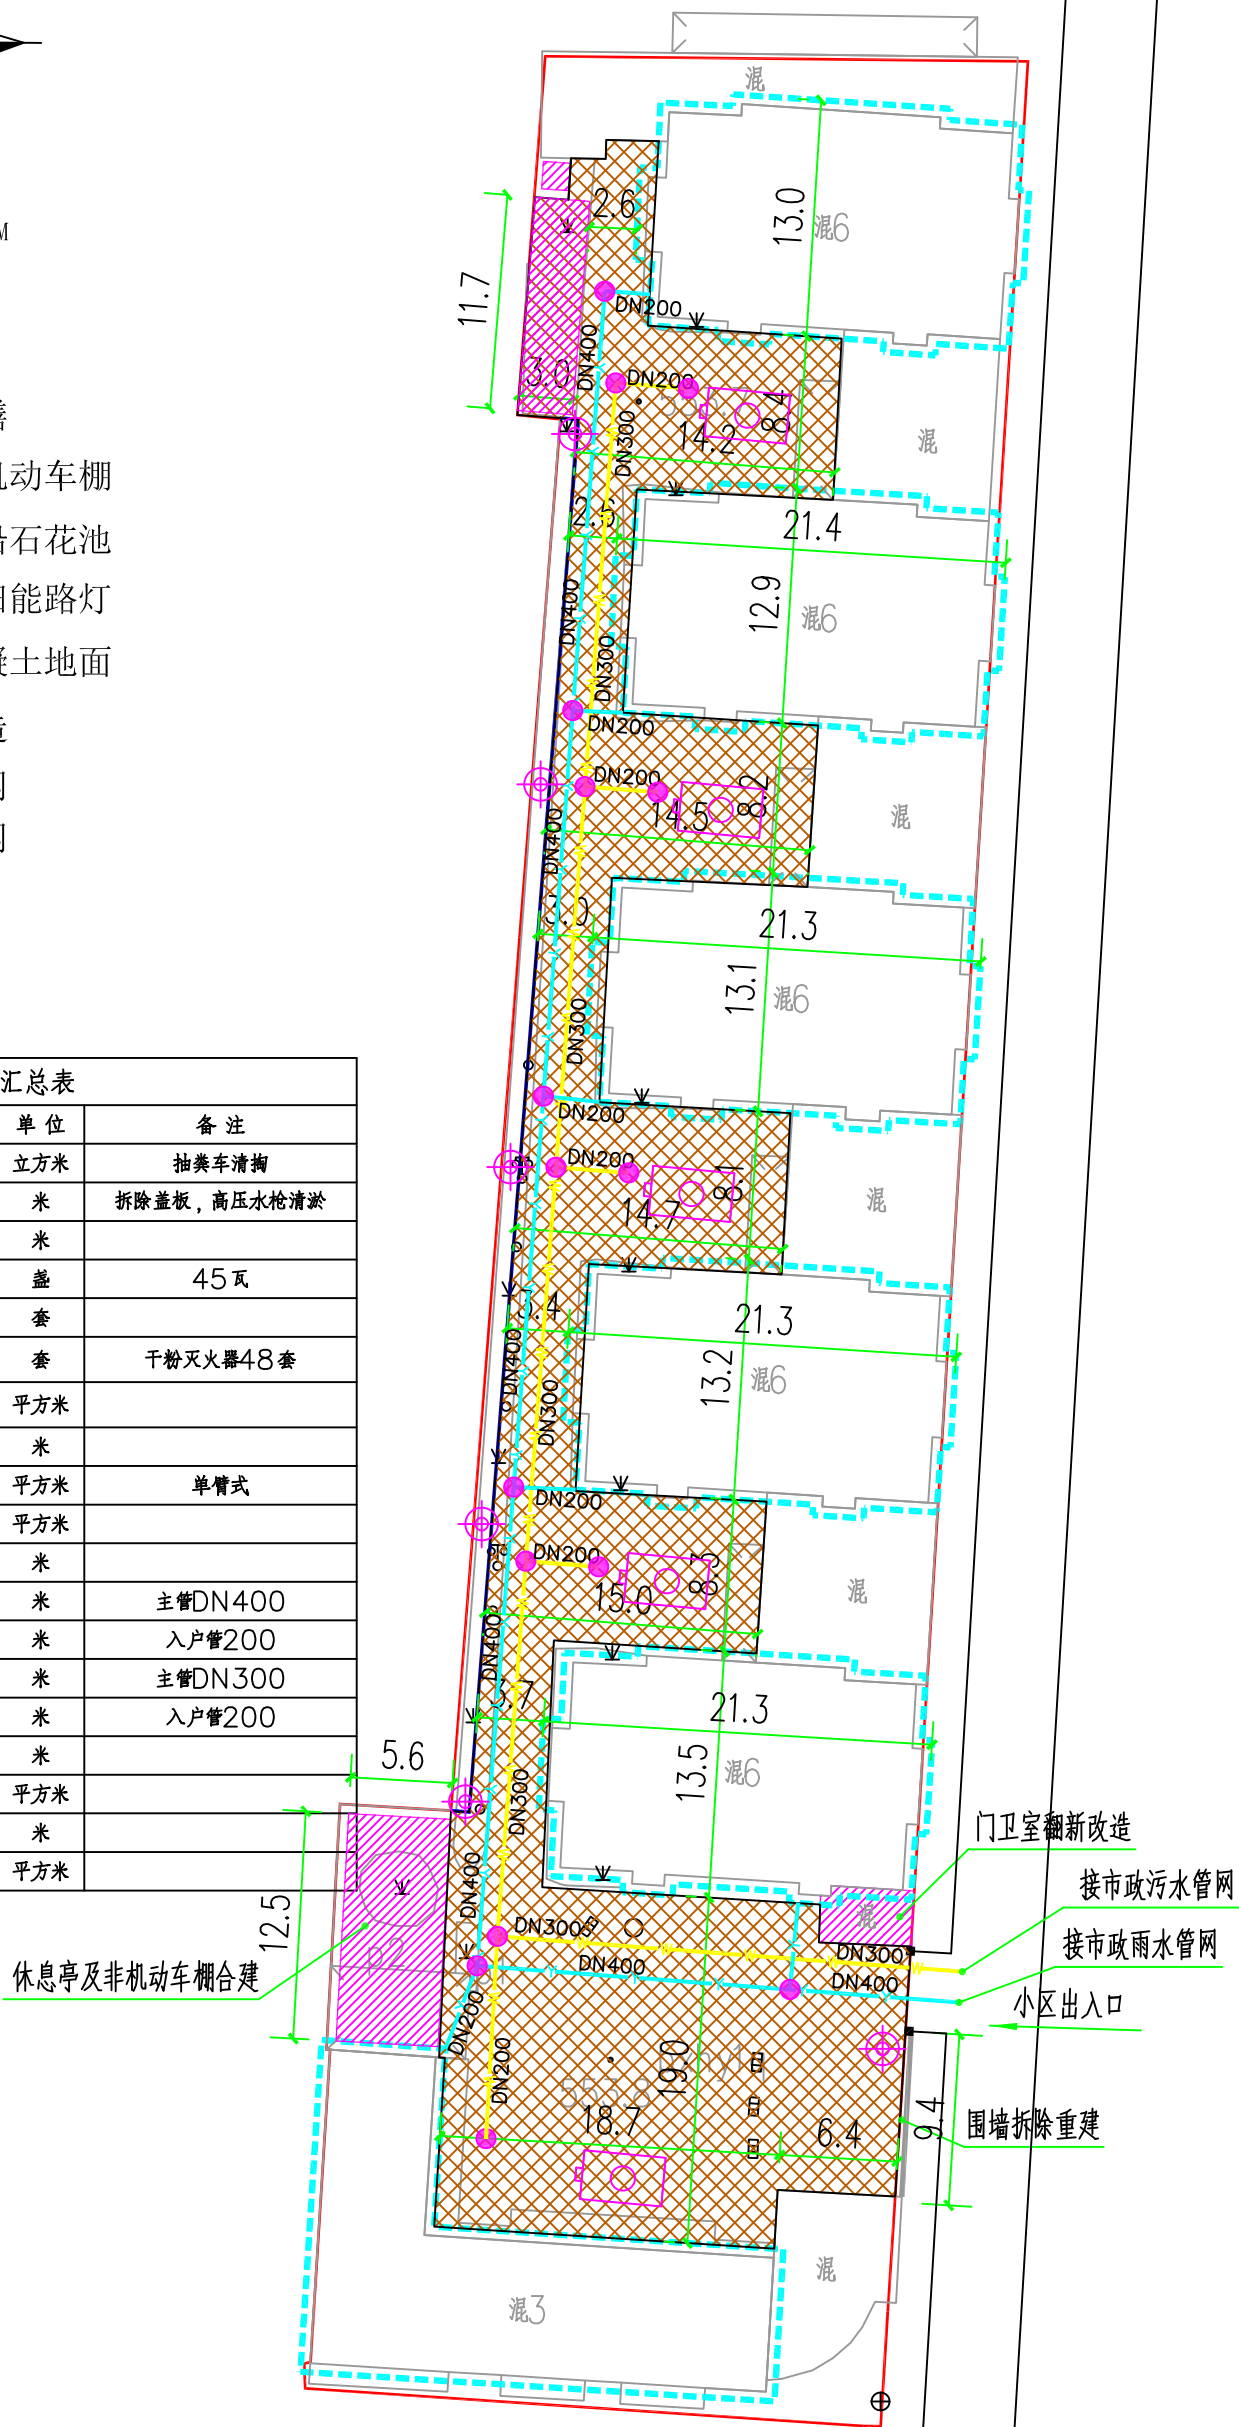 混
13.0
混6
2.6
11.7
DN200
DN400
3.0
DN200
DN300
8.4
14.2
混
机动车棚
2.5
21.4
石花池
能路灯
DN400
12.9
混6
土地面
DN300
DN200
DN200
8.2
14.5
混
DN400
3.0
21.3
13.1
混6
DN300
汇总表
单位 备注
立方米 抽粪车清掏
米 拆除盖板，高压水枪清淤
米
盏 45瓦
套
套 干粉灭火器48套
平方米
米
平方米 单臂式
平方米
米
米 主管DN400
米 入户管200
米 主管DN300
米 入户管200
米
平方米
米
平方米
DN200
DN200
8.1
14.7
混
21.3
DN400
13.2
混6
DN300
DN200
DN200
8.3
15.0
混
DN400
3.7
21.3
5.6
13.5
混6
DN300
门卫室翻新改造
接市政污水管网
DN400
12.5
混
DN300
DN300
接市政雨水管网
DN400
DN400
休息亭及非机动车棚合建
小区出入口
DN200
DN200
19.0
553.8
18.7
6.4
9.4
围墙拆除重建
混
混3